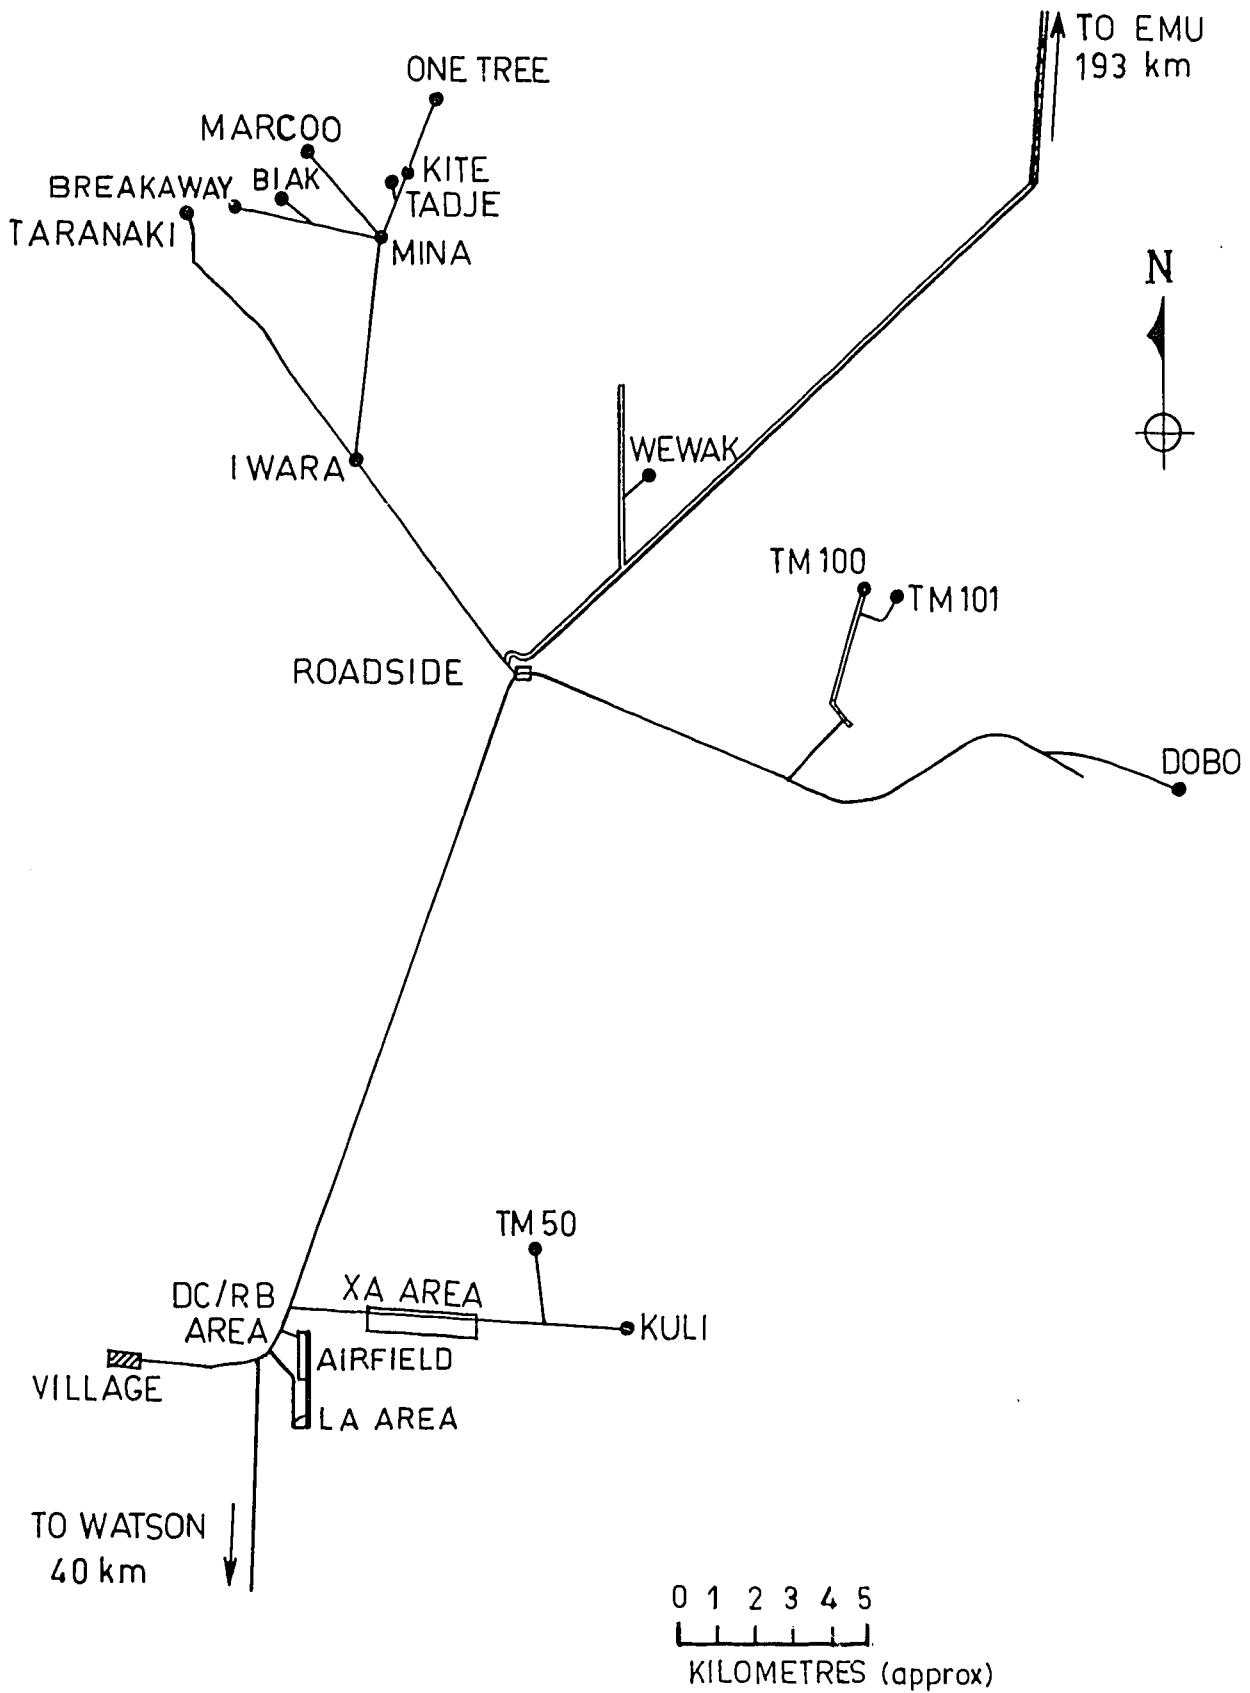 TO EMU
193 km
ONE TREE
MARCOO
KITE
BIAK
BREAKAWAY
TADJE
TARANAKI
MINA
N
WEWAK
IWARA
TM 100
TM 101
ROADSIDE
DOBO
TM 50
XA AREA
DC/RB
AREA
KULI
AIRFIELD
VILLAGE
LA AREA
TO WATSON
40 km
0 1 2 3 4 5
KILOMETRES (approx)